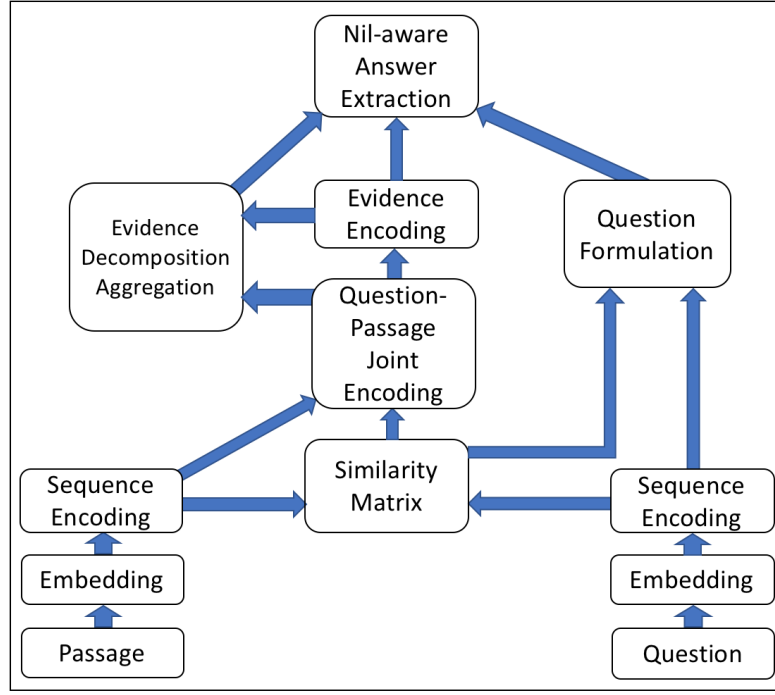 Nil-aware
Answer
Extraction
Evidence
Encoding
Question
Formulation
Evidence
Decomposition
Aggregation
Question-
Passage
Joint
Encoding
Similarity
Matrix
Sequence
Encoding
Sequence
Encoding
Embedding
Embedding
Passage
Question